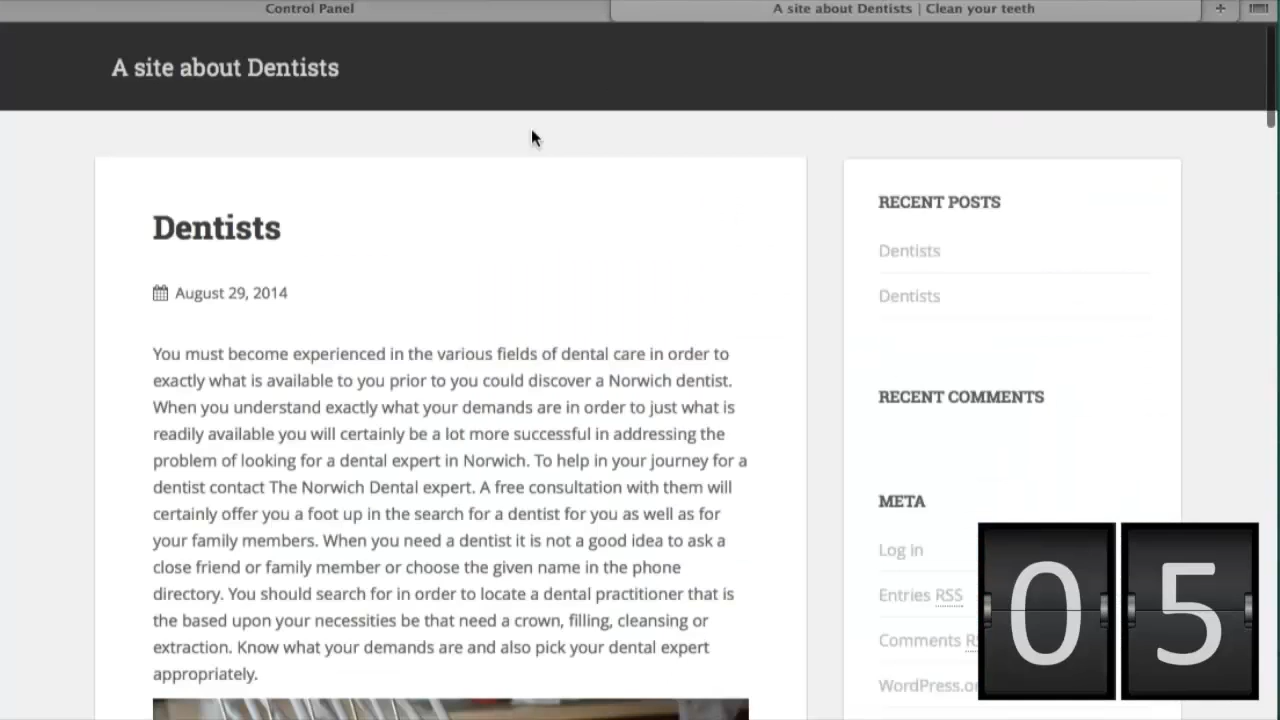 Control Panel
A site about Dentists | Clean your teeth
+
A site about Dentists
Dentists
August 29, 2014
You must become experienced in the various fields of dental care in order to
exactly what is available to you prior to you could discover a Norwich dentist.
When you understand exactly what your demands are in order to just what is
readily available you will certainly be a lot more successful in addressing the
problem of looking for a dental expert in Norwich. To help in your journey for a
dentist contact The Norwich Dental expert. A free consultation with them will
certainly offer you a foot up in the search for a dentist for you as well as for
your family members. When you need a dentist it is not a good idea to ask a
close friend or family member or choose the given name in the phone
directory. You should search for in order to locate a dental practitioner that is
the based upon your necessities be that need a crown, filling, cleansing or
extraction. Know what your demands are and also pick your dental expert
appropriately.
RECENT POSTS
Dentists
Dentists
RECENT COMMENTS
META
Log in
Entries RSS
Comments
05